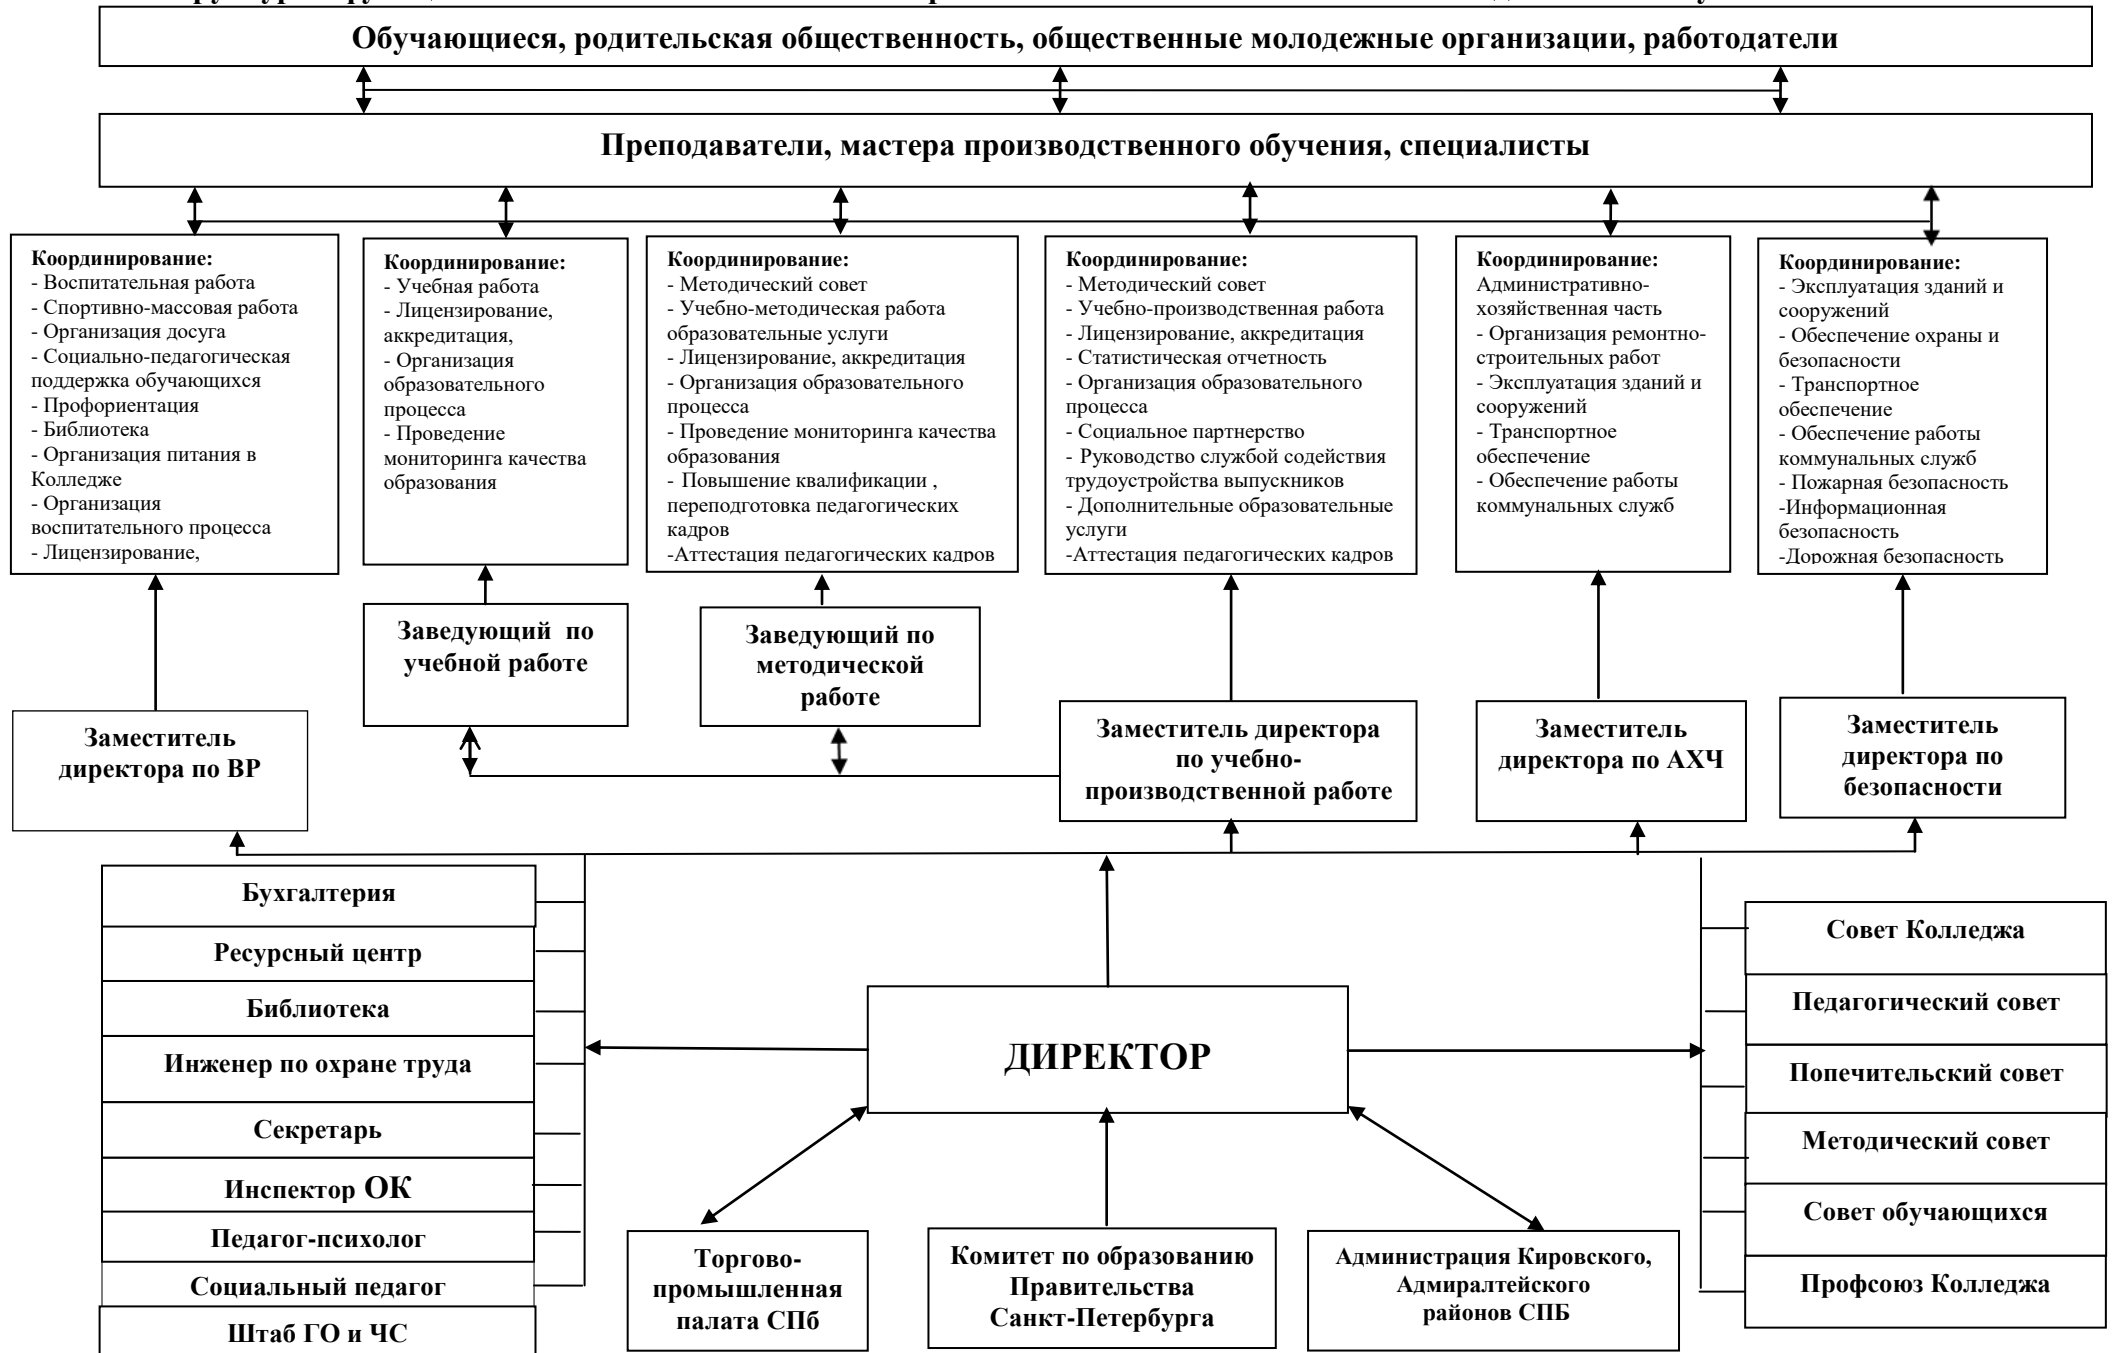 Обучающиеся, родительская общественность, общественные молодежные организации, работодатели
Преподаватели, мастера производственного обучения, специалисты
Координирование:
- Воспитательная работа
- Спортивно-массовая работа
- Организация досуга
- Социально-педагогическая
поддержка обучающихся
- Профориентация
- Библиотека
- Организация питания в
Колледже
- Организация
воспитательного процесса
- Лицензирование,
Координирование:
- Учебная работа
- Лицензирование,
аккредитация,
- Организация
образовательного
процесса
- Проведение
мониторинга качества
образования
Координирование:
- Методический совет
- Учебно-методическая работа
образовательные услуги
- Лицензирование, аккредитация
- Организация образовательного
процесса
- Проведение мониторинга качества
образования
- Повышение квалификации ,
переподготовка педагогических
кадров
-Аттестация педагогических кадров
Координирование:
- Методический совет
- Учебно-производственная работа
- Лицензирование, аккредитация
- Статистическая отчетность
- Организация образовательного
процесса
- Социальное партнерство
- Руководство службой содействия
трудоустройства выпускников
- Дополнительные образовательные
услуги
-Аттестация педагогических кадров
Координирование:
Административно-
хозяйственная часть
- Организация ремонтно-
строительных работ
- Эксплуатация зданий и
сооружений
- Транспортное
обеспечение
- Обеспечение работы
коммунальных служб
Координирование:
- Эксплуатация зданий и
сооружений
- Обеспечение охраны и
безопасности
- Транспортное
обеспечение
- Обеспечение работы
коммунальных служб
- Пожарная безопасность
-Информационная
безопасность
-Дорожная безопасность
Заведующий по
учебной работе
Заведующий по
методической
работе
Заместитель
директора по ВР
Заместитель директора
по учебно-
производственной работе
Заместитель
директора по АХЧ
Заместитель
директора по
безопасности
Бухгалтерия
Ресурсный центр
Библиотека
Инженер по охране труда
Секретарь
Инспектор ОК
Педагог-психолог
Социальный педагог
Штаб ГО и ЧС
ДИРЕКТОР
Торгово-
промышленная
палата СПб
Комитет по образованию
Правительства
Санкт-Петербурга
Администрация Кировского,
Адмиралтейского
районов СПБ
Совет Колледжа
Педагогический совет
Попечительский совет
Методический совет
Совет обучающихся
Профсоюз Колледжа